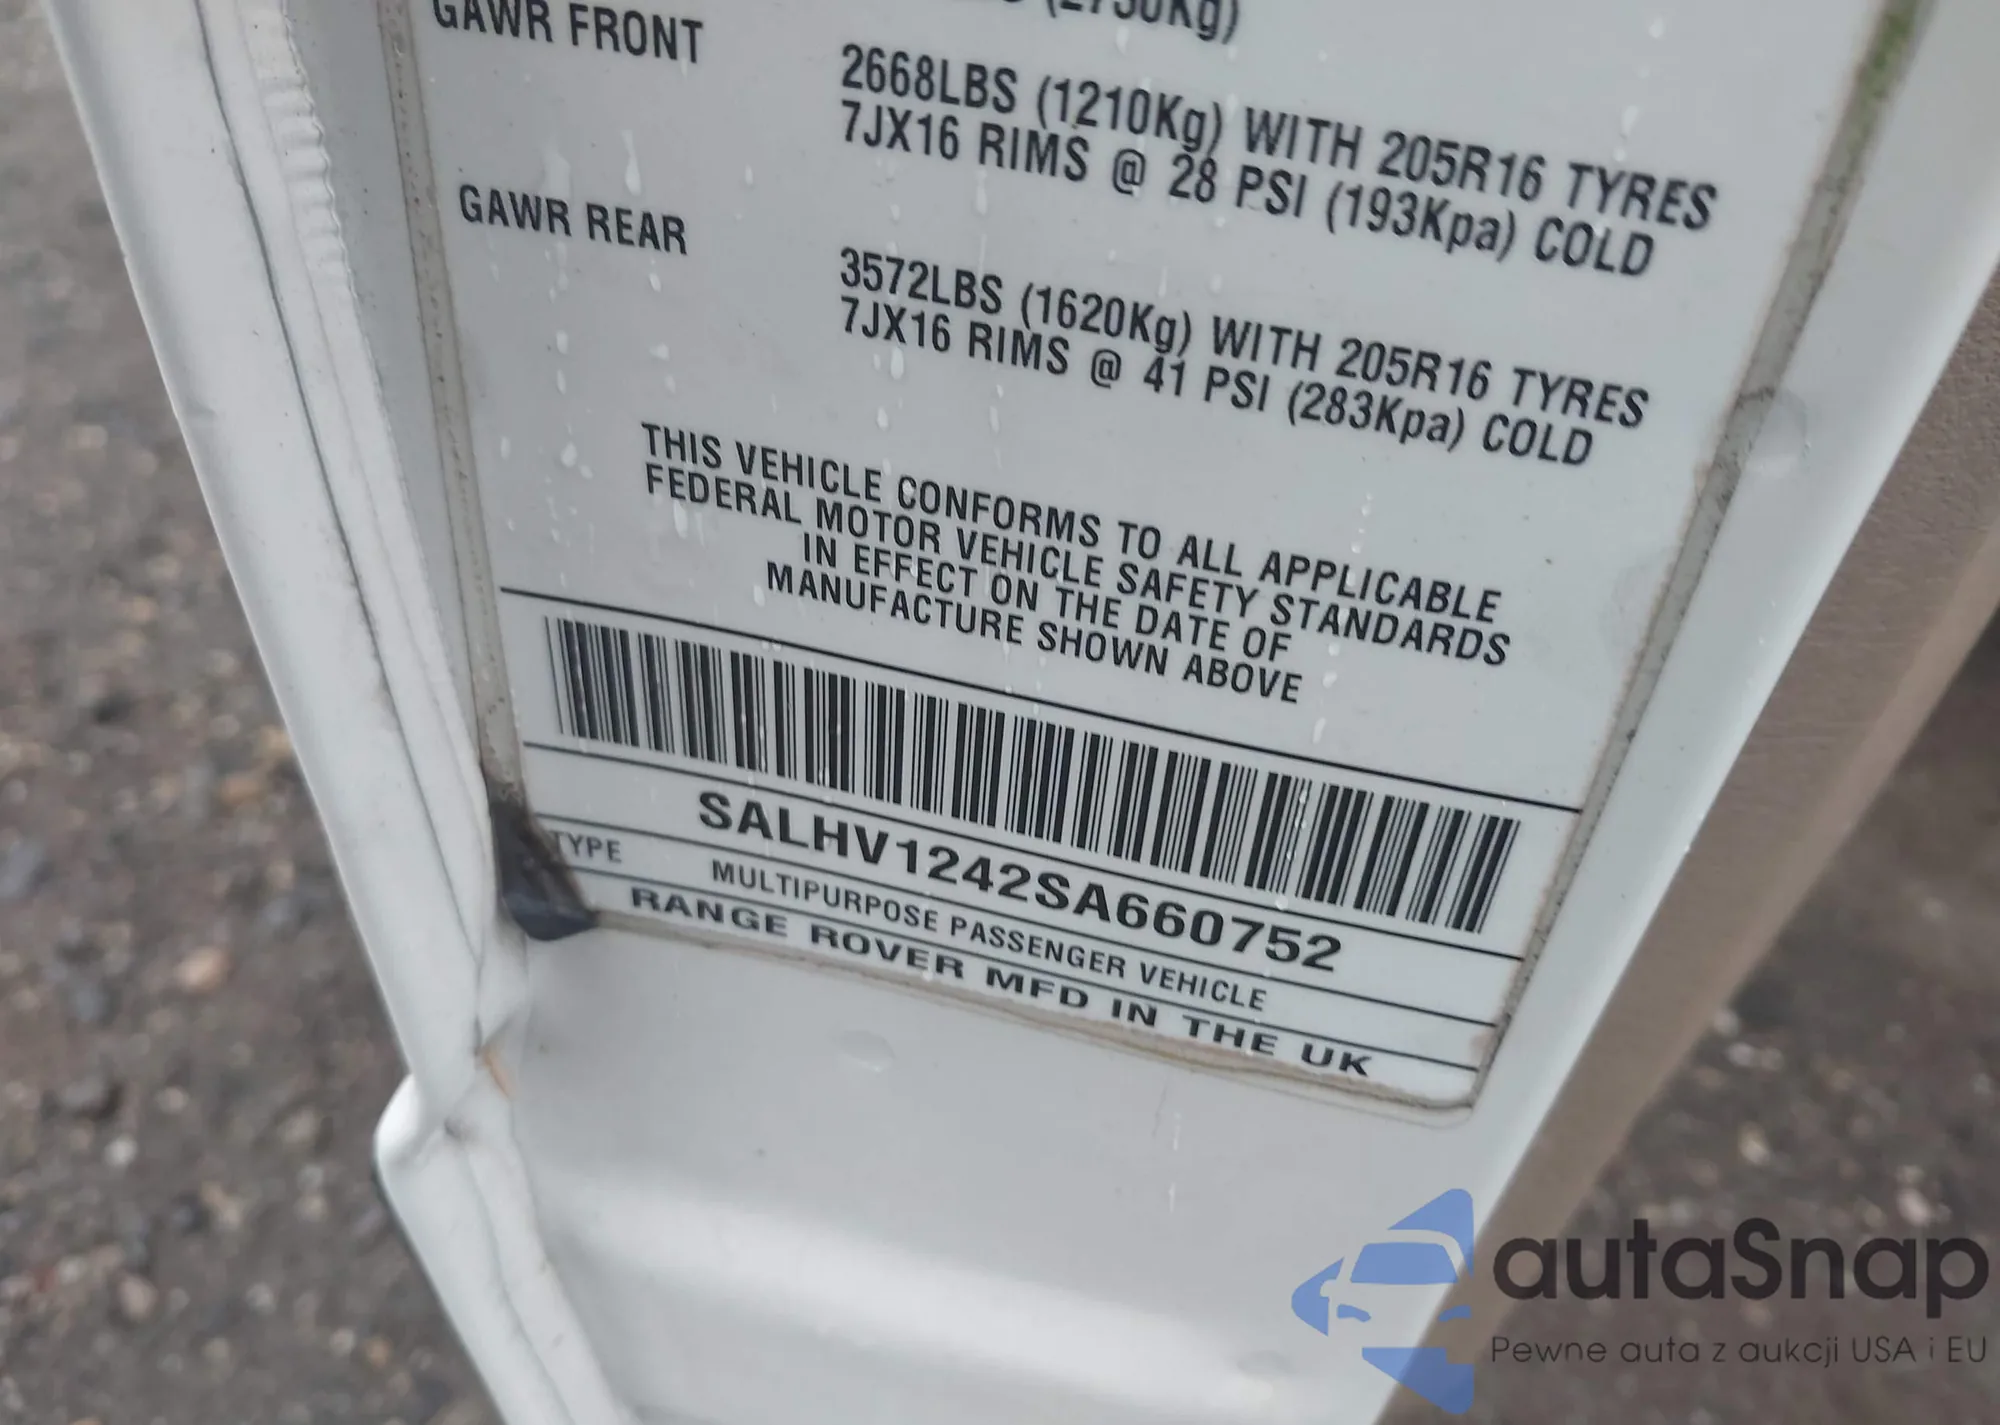 (2730Kg)
GAWR FRONT
2668LBS (1210Kg) WITH 205R16 TYRES
7JX16 RIMS @ 28 PSI (193Kpa) COLD
GAWR REAR
3572LBS (1620Kg) WITH 205R16 TYRES
7JX16 RIMS @ 41 PSI (283Kpa) COLD
THIS VEHICLE CONFORMS TO ALL APPLICABLE
FEDERAL MOTOR VEHICLE SAFETY STANDARDS
IN EFFECT ON THE DATE OF
MANUFACTURE SHOWN ABOVE
SALHV1242SA660752
TYPE MULTIPURPOSE PASSENGER VEHICLE
RANGE ROVER MFD IN THE UK
autaSnap
Pewne auta z aukcji USA i EU